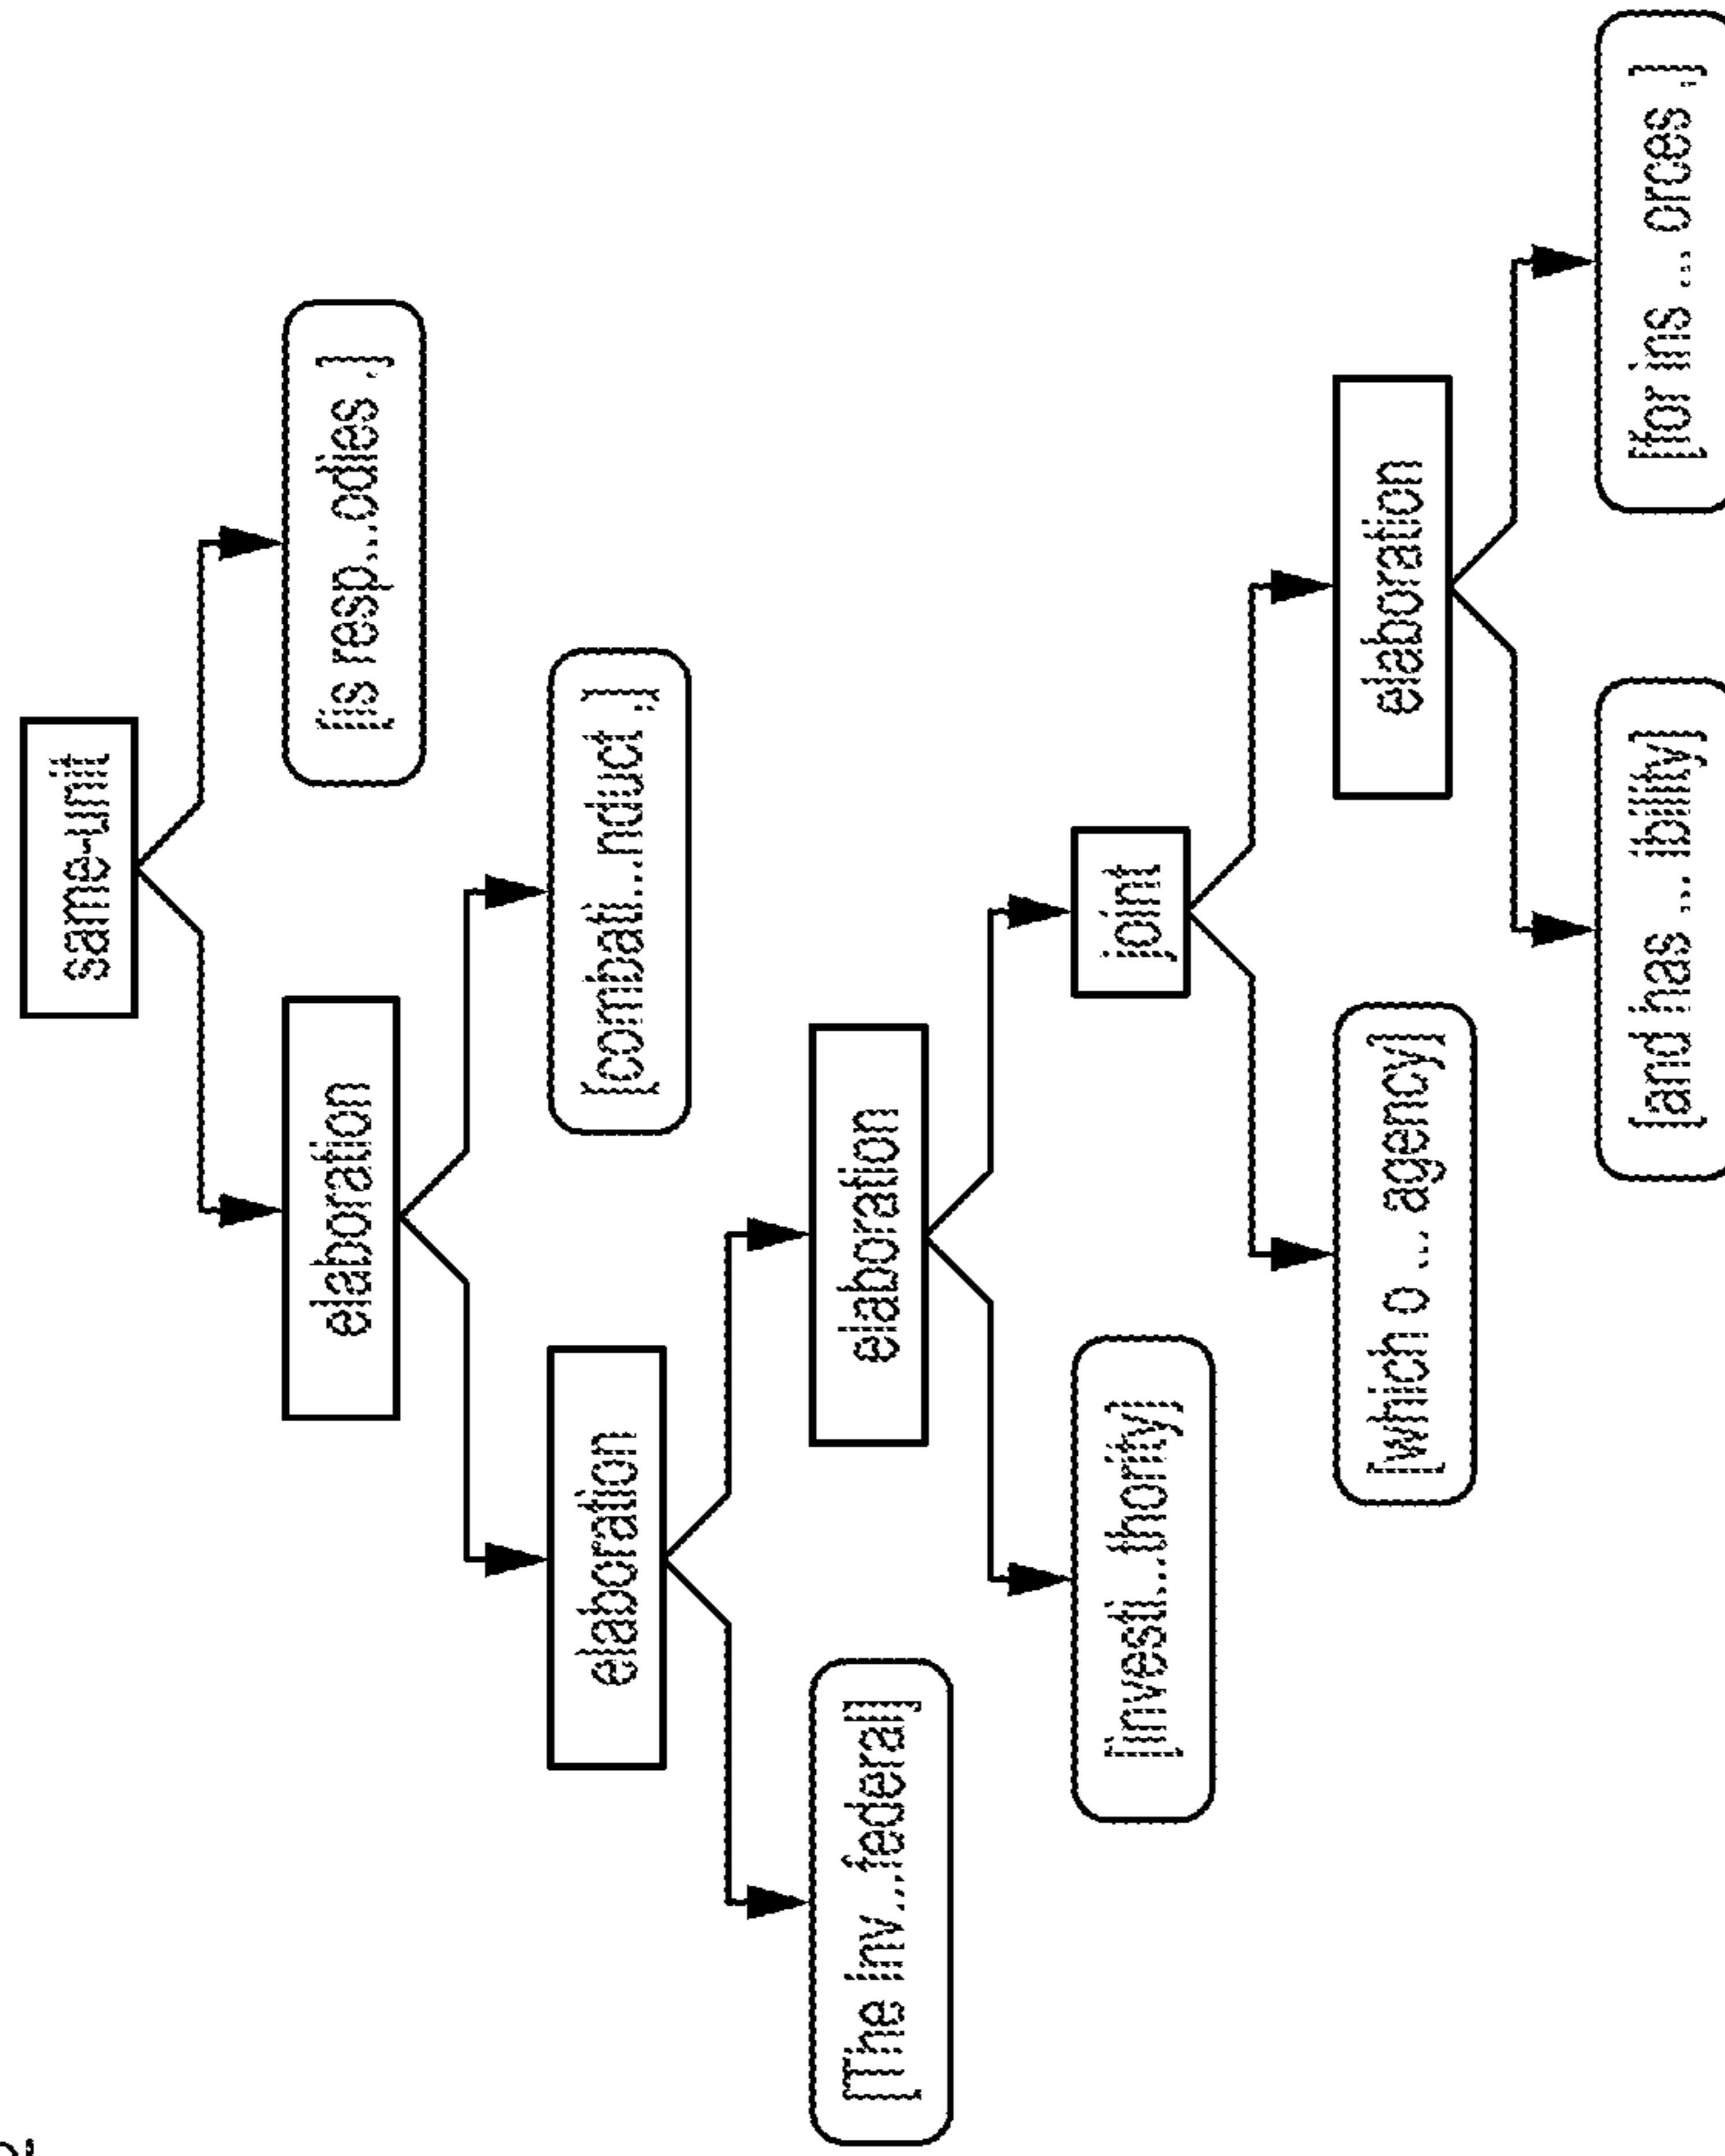 same-unit
elaboration
[is resp...odies .]
elaboration
[combati...nduct ,]
[The Inv...federal]
elaboration
[investi...thority]
joint
[which o ... agency]
elaboration
[and has ... ibility]
[for ins ... orces ,]